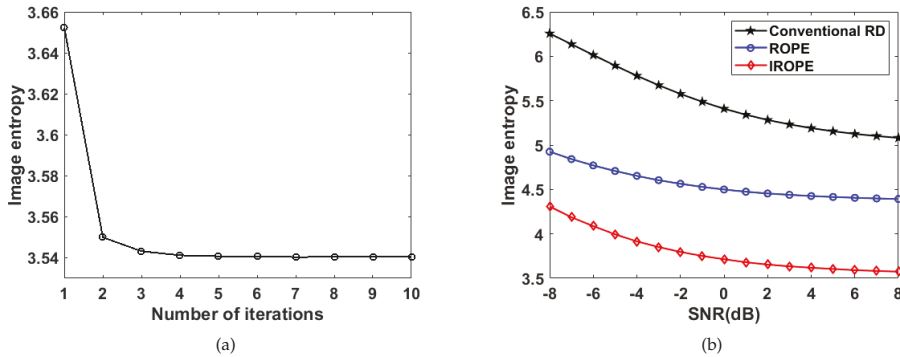 3.66
3.64
3.62
3.6
3.58
3.56
3.54
Image entropy
1 2 3 4 5 6 7 8 9 10
Number of iterations
(a)
6.5
6
5.5
5
4.5
4
3.5
Image entropy
Conventional RD
ROPE
IROPE
-8 -6 -4 -2 0 2 4 6 8
SNR(dB)
(b)